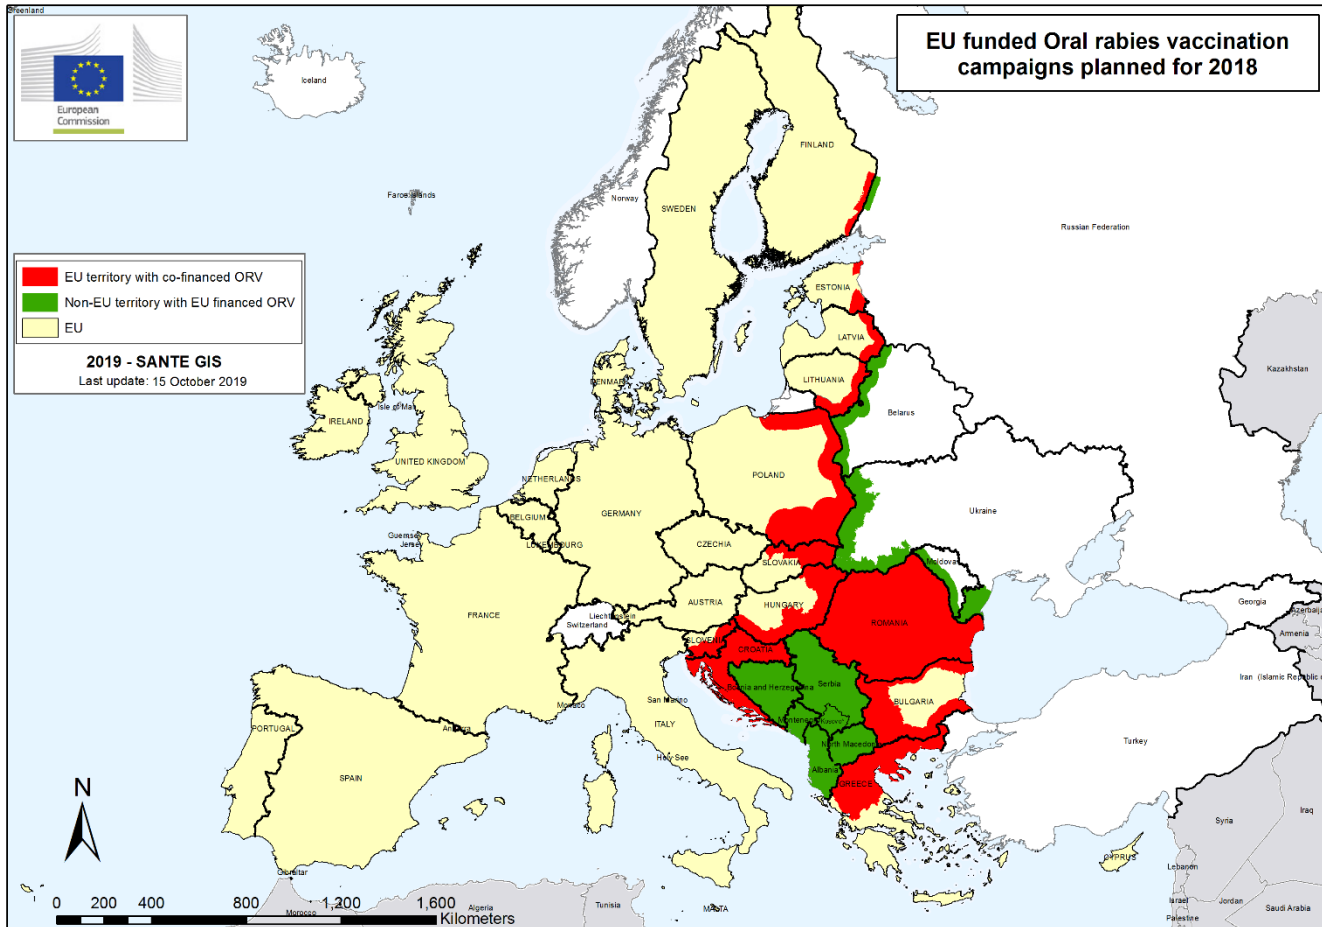 Greenland
EU funded Oral rabies vaccination
campaigns planned for 2018
European
Commission
Iceland
FINLAND
Faroe Islands
Norway
SWEDEN
Russian Federation
EU territory with co-financed ORV
Non-EU territory with EU financed ORV
EU
2019 - SANTE GIS
Last update: 15 October 2019
ESTONIA
LATVIA
Kazakhstan
DENMARK
LITHUANIA
Isle of Man
Belarus
IRELAND
UNITED KINGDOM
NETHERLANDS
POLAND
GERMANY
Ukraine
BELGIUM
Guernsey
Jersey
LUXEMBOURG
CZECHIA
SLOVAKIA
Moldova
AUSTRIA
HUNGARY
FRANCE
Liechtenstein
Switzerland
Georgia
Azerbaijan
ROMANIA
SLOVENIA
CROATIA
Armenia
Iran (Islamic Republic o
Bosnia and Herzegovina
Serbia
San Marino
BULGARIA
Monaco
Montenegro
Kosovo*
ITALY
PORTUGAL
Andorra
North Macedonia
Turkey
Holy See
Albania
SPAIN
GREECE
N
Syria
Iraq
CYPRUS
Lebanon
Gibraltar
0 200 400 800 1,200 1,600
Kilometers
Morocco
Algeria
Tunisia
MALTA
Israel
Palestine
Jordan
Saudi Arabia